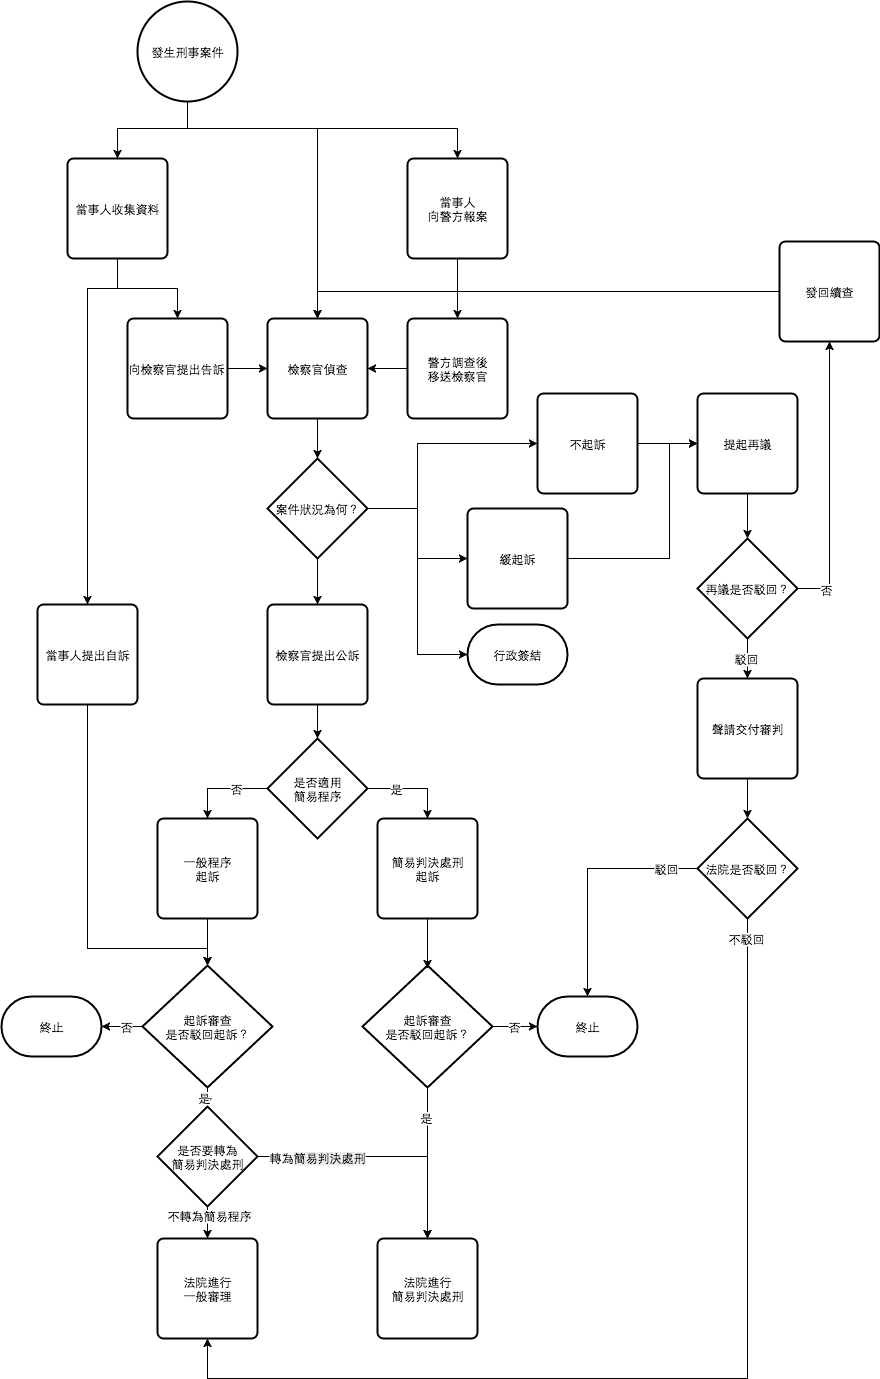 發生刑事案件
當事人收集資料
當事人
向警方報案
發回續查
向檢察官提出告訴
檢察官偵查
警方調查後
移送檢察官
不起訴
提起再議
案件狀況為何？
緩起訴
再議是否駁回？
否
當事人提出自訴
檢察官提出公訴
行政簽結
駁回
聲請交付審判
是否適用
簡易程序
否
是
一般程序
起訴
簡易判決處刑
起訴
駁回
法院是否駁回？
不駁回
終止
否
起訴審查
是否駁回起訴？
起訴審查
是否駁回起訴？
否
終止
是
是
是否要轉為
簡易判決處刑
轉為簡易判決處刑
不轉為簡易程序
法院進行
一般審理
法院進行
簡易判決處刑